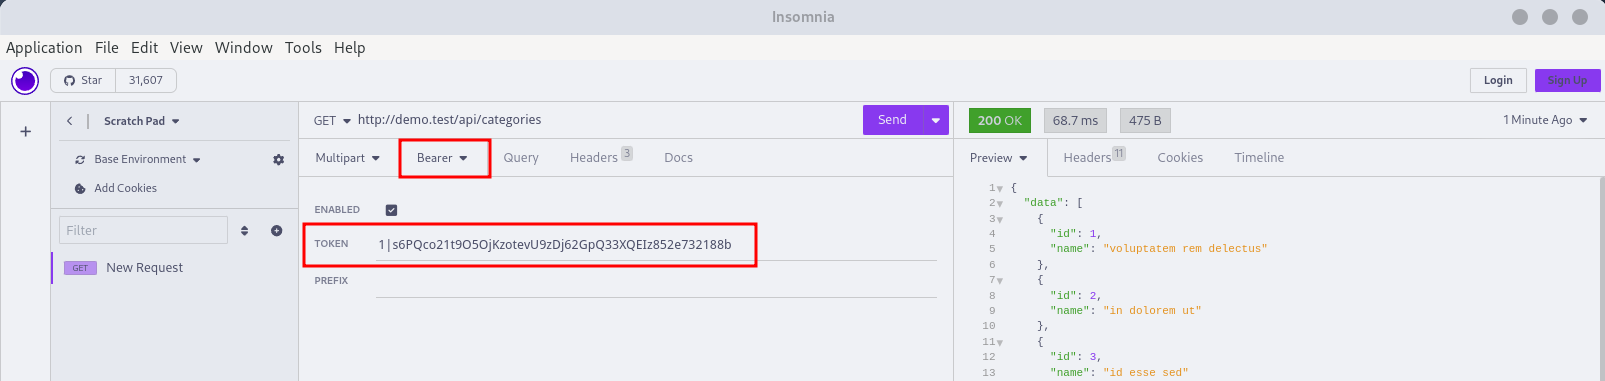 Insomnia
Application File Edit View Window Tools Help
Star 31,607 Login Sign Up
Scratch Pad
Base Environment
Add Cookies
Filter
GET New Request
GET http://demo.test/api/categories Send
Multipart Bearer Query Headers 3 Docs
ENABLED
TOKEN 1|s6PQco21t9O5OjKzotevU9zDj62GpQ33XQEIz852e732188b
PREFIX
200 OK 68.7 ms 475 B 1 Minute Ago
Preview Headers 11 Cookies Timeline
1 {
2 "data": [
3 {
4 "id": 1,
5 "name": "voluptatem rem delectus"
6 },
7 {
8 "id": 2,
9 "name": "in dolorem ut"
10 },
11 {
12 "id": 3,
13 "name": "id esse sed"